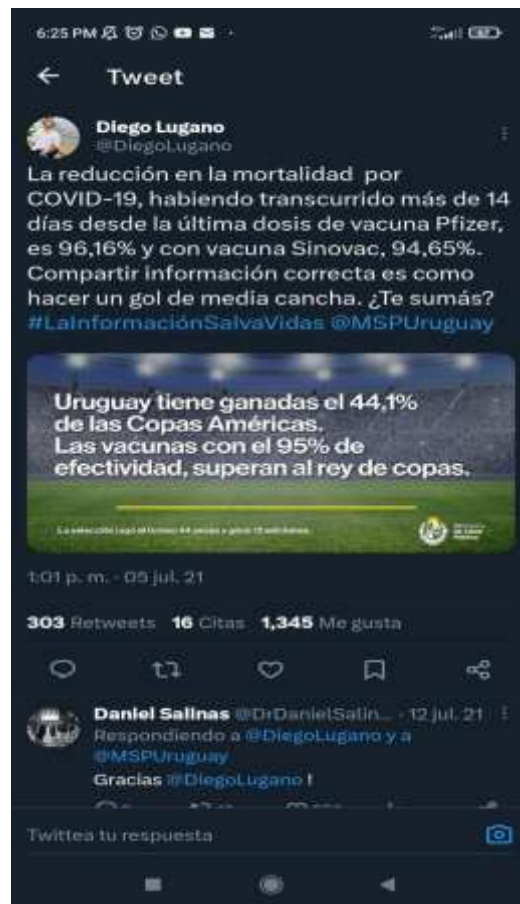 6:25 PM
Tweet
Diego Lugano
@DiegoLugano
La reducción en la mortalidad por
COVID-19, habiendo transcurrido más de 14
días desde la última dosis de vacuna Pfizer,
es 96,16% y con vacuna Sinovac, 94,65%.
Compartir información correcta es como
hacer un gol de media cancha. ¿Te sumás?
#LaInformaciónSalvaVidas @MSPUruguay
Uruguay tiene ganadas el 44,1%
de las Copas Américas.
Las vacunas con el 95% de
efectividad, superan al rey de copas.
1:01 p. m. · 05 jul. 21
303 Retweets 16 Citas 1,345 Me gusta
Daniel Salinas @DrDanielSalin... · 12 jul. 21
Respondiendo a @DiegoLugano y a
@MSPUruguay
Gracias @DiegoLugano !
Twittea tu respuesta